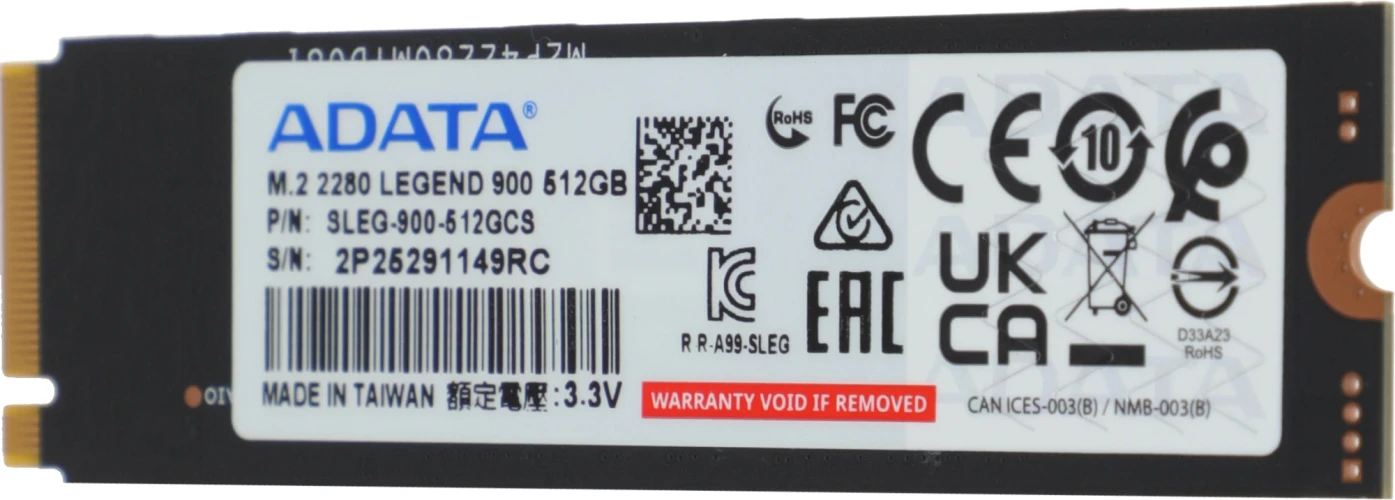 M2P42280M1D081
ADATA®
M.2 2280 LEGEND 900 512GB
P/N: SLEG-900-512GCS
S/N: 2P25291149RC
MADE IN TAIWAN 額定電壓:3.3V
RoHS
FC
CE
10
KC
R R-A99-SLEG
EAC
UK
CA
D33A23
RoHS
WARRANTY VOID IF REMOVED
CAN ICES-003(B) / NMB-003(B)